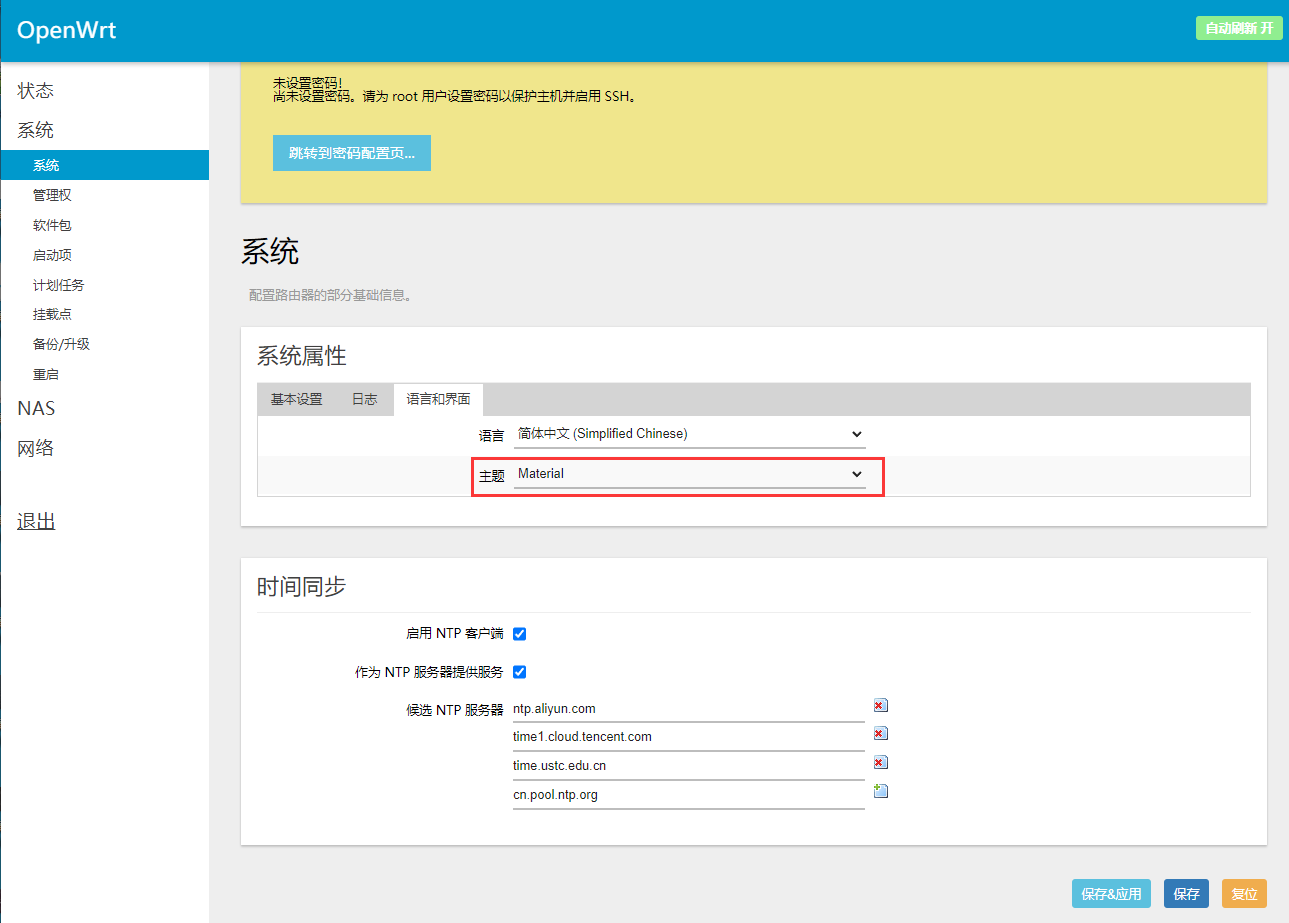 OpenWrt
自动刷新 开
状态
系统
系统
管理权
软件包
启动项
计划任务
挂载点
备份/升级
重启
NAS
网络
退出
未设置密码!
尚未设置密码。请为 root 用户设置密码以保护主机并启用 SSH。
跳转到密码配置页...
系统
配置路由器的部分基础信息。
系统属性
基本设置 日志 语言和界面
语言 简体中文 (Simplified Chinese)
主题 Material
时间同步
启用 NTP 客户端
作为 NTP 服务器提供服务
候选 NTP 服务器 ntp.aliyun.com
time1.cloud.tencent.com
time.ustc.edu.cn
cn.pool.ntp.org
保存&应用 保存 复位